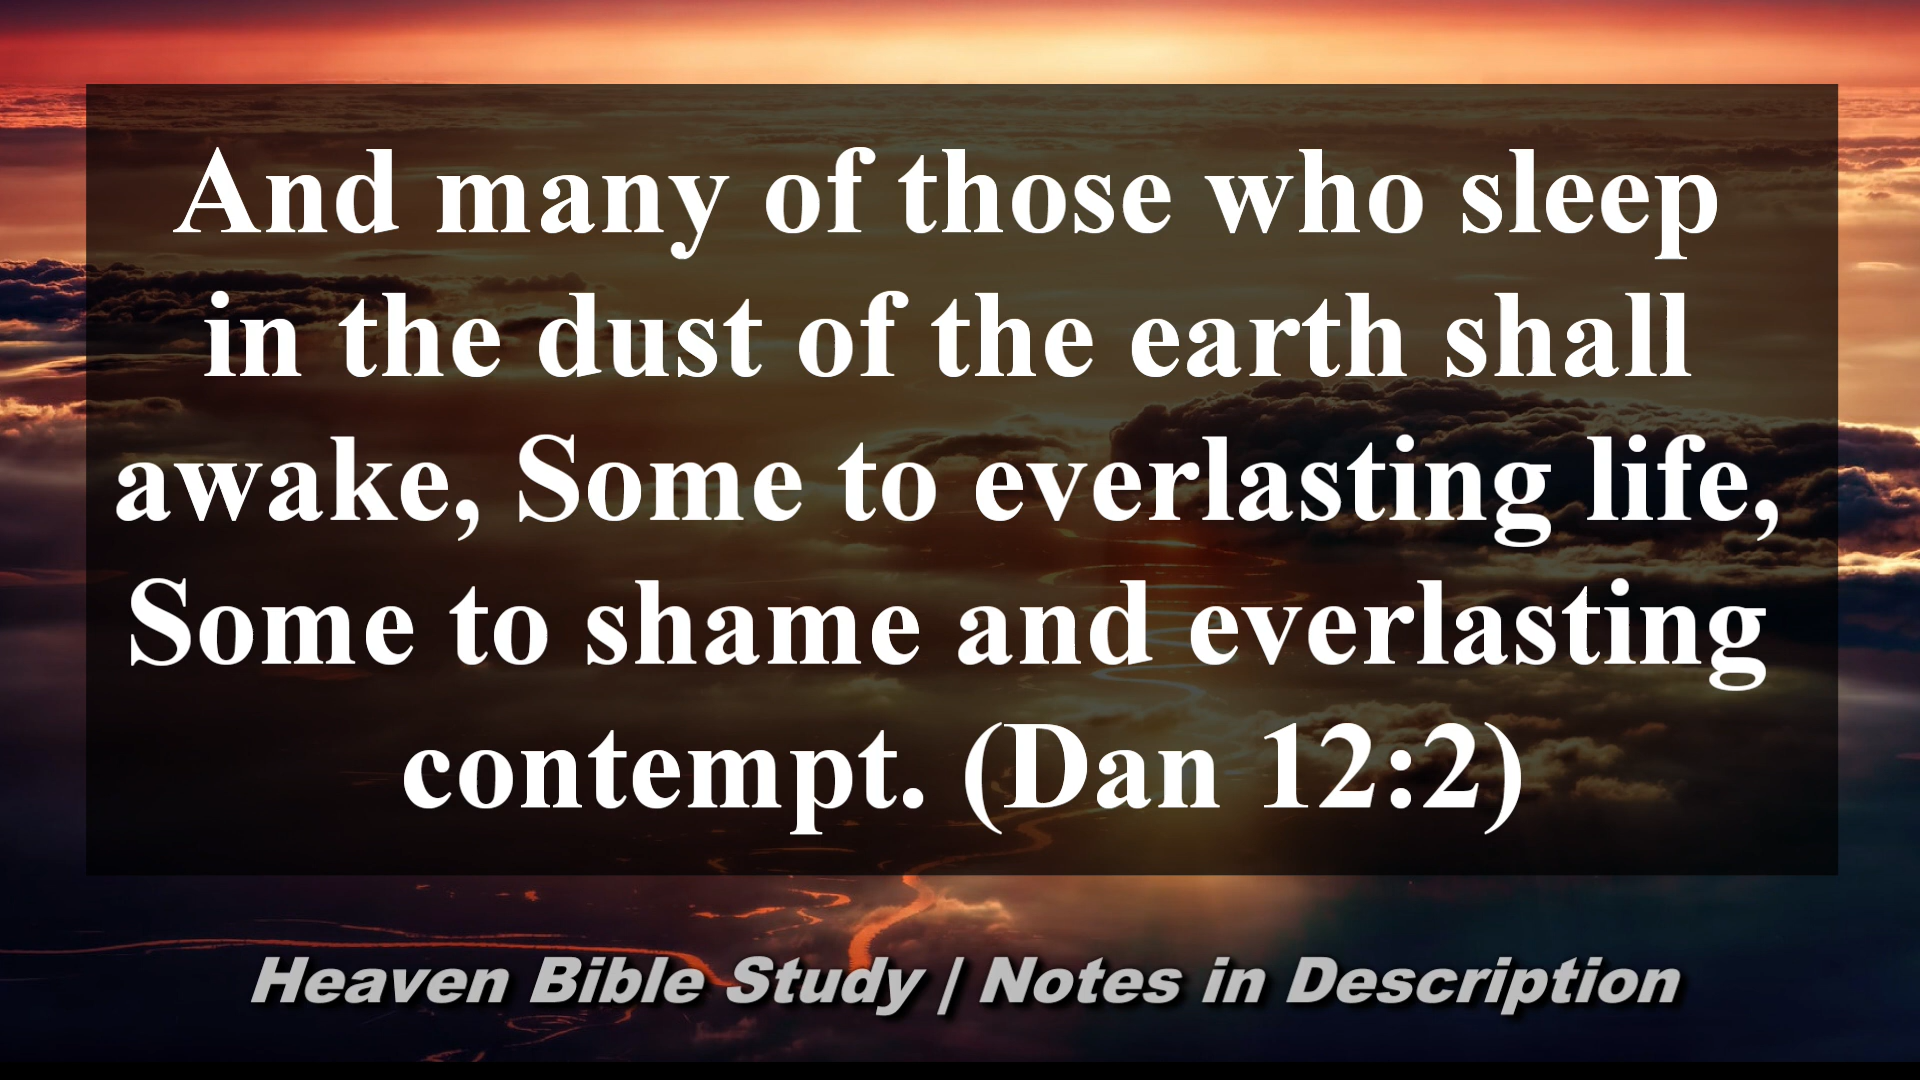 And many of those who sleep
in the dust of the earth shall
awake, Some to everlasting life,
Some to shame and everlasting
contempt. (Dan 12:2)
Heaven Bible Study | Notes in Description